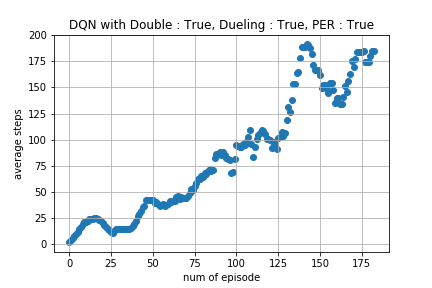 DQN with Double : True, Dueling : True, PER : True
200
175
150
125
100
75
50
25
0
average steps
0 25 50 75 100 125 150 175
num of episode